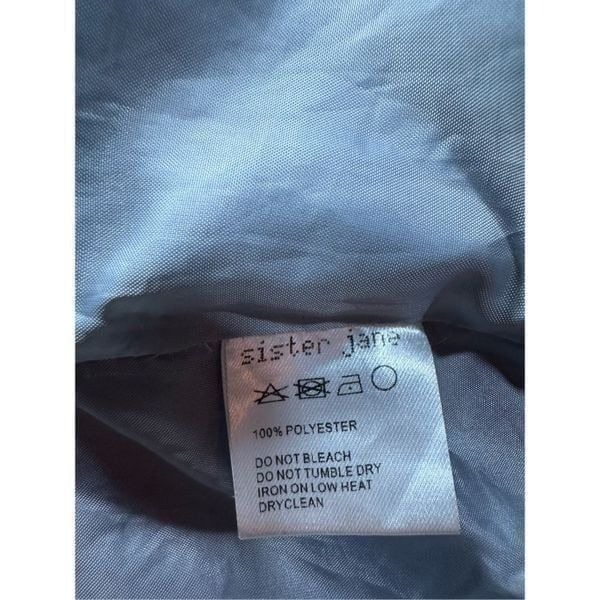 sister jane
100% POLYESTER
DO NOT BLEACH
DO NOT TUMBLE DRY
IRON ON LOW HEAT
DRYCLEAN